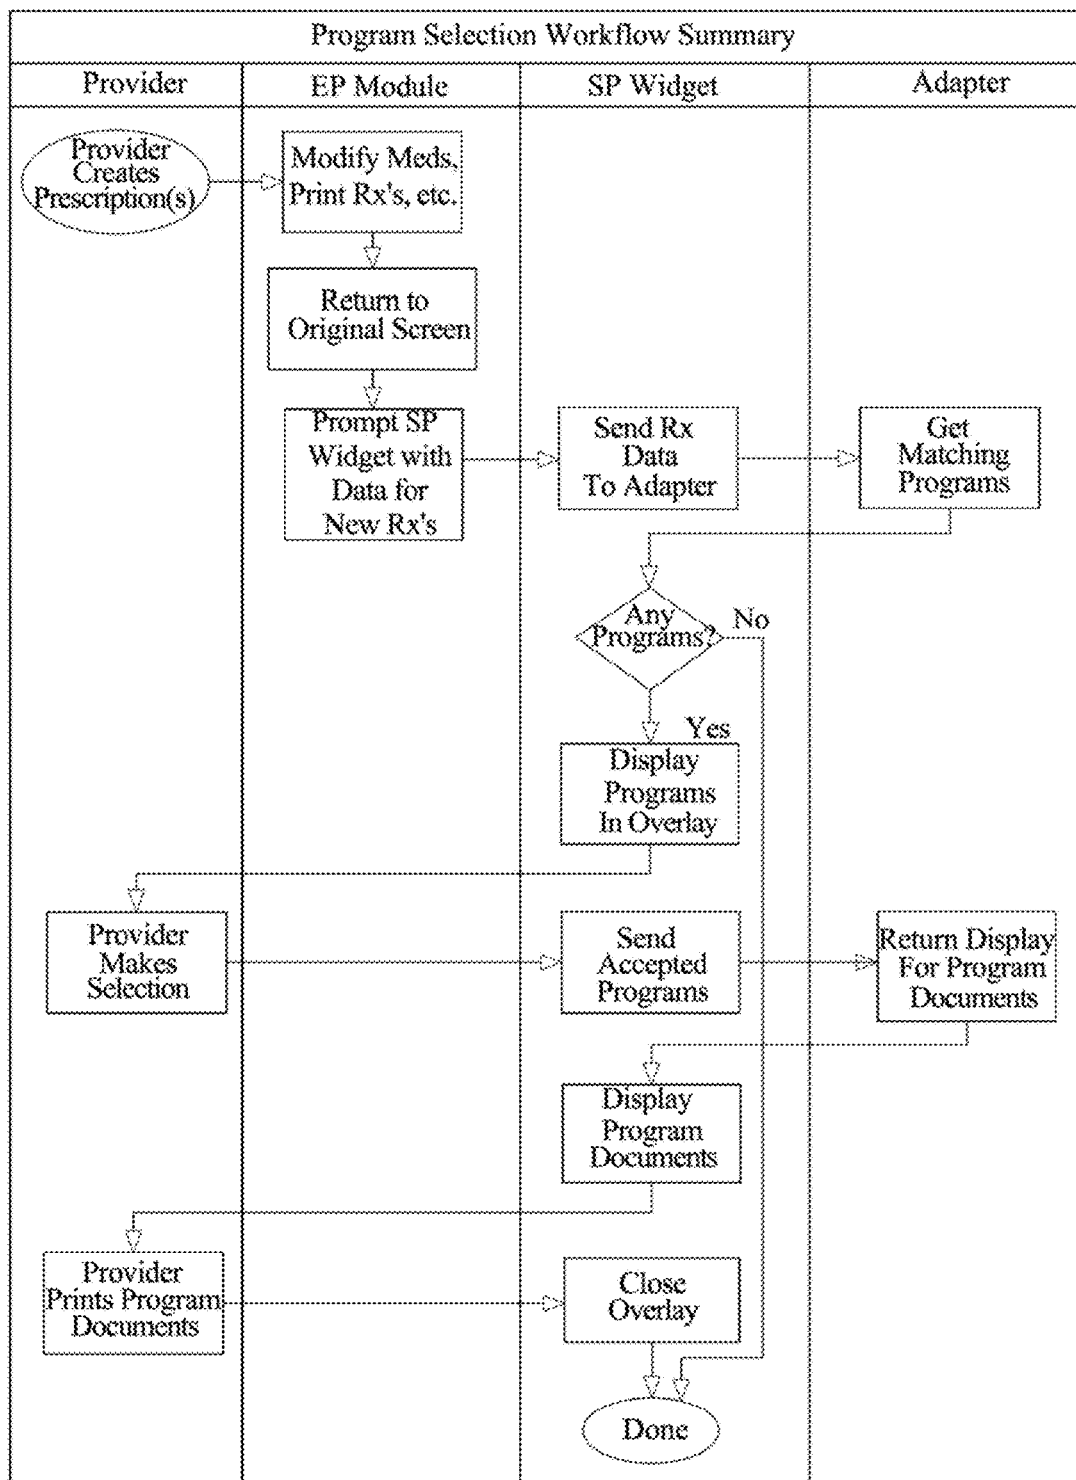 Program Selection Workflow Summary
Provider
EP Module
SP Widget
Adapter
Provider
Creates
Prescription(s)
Modify Meds,
Print Rx's, etc.
Return to
Original Screen
Prompt SP
Widget with
Data for
New Rx's
Send Rx
Data
To Adapter
Get
Matching
Programs
Any
Programs?
No
Yes
Display
Programs
In Overlay
Provider
Makes
Selection
Send
Accepted
Programs
Return Display
For Program
Documents
Display
Program
Documents
Provider
Prints Program
Documents
Close
Overlay
Done